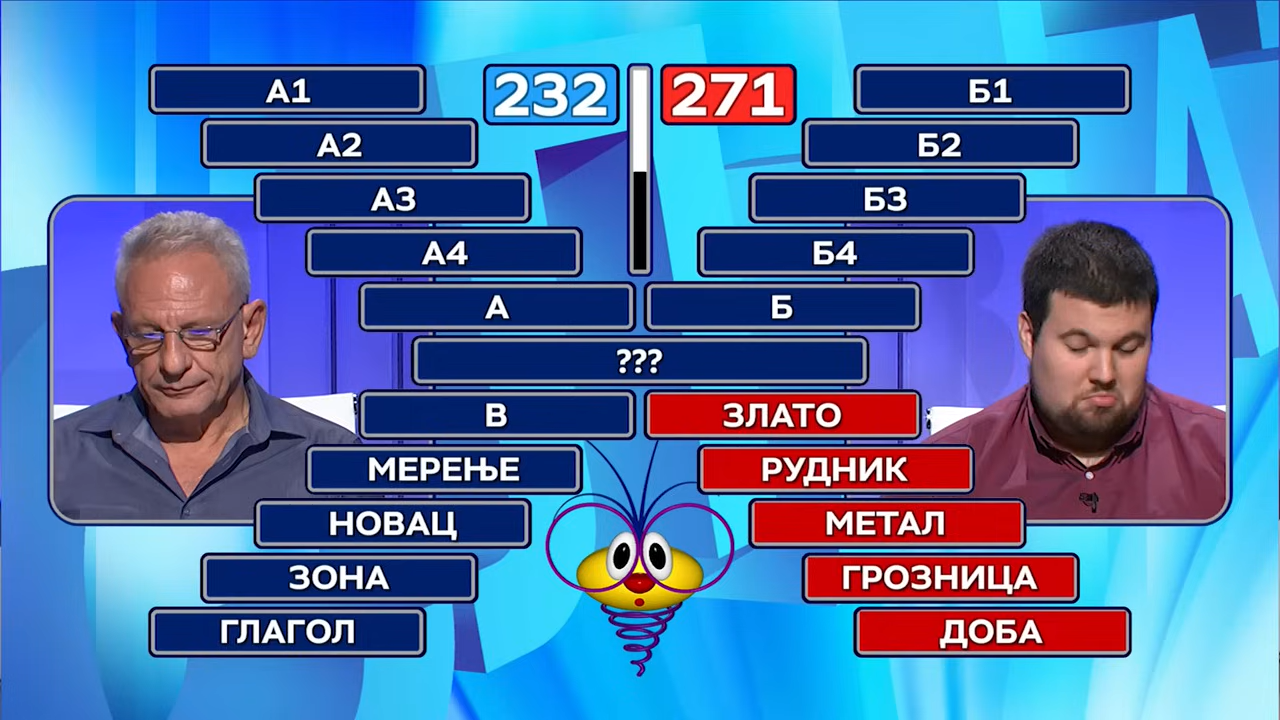 А1
232
271
Б1
А2
Б2
А3
Б3
А4
Б4
А
Б
???
В
ЗЛАТО
МЕРЕЊЕ
РУДНИК
НОВАЦ
МЕТАЛ
ЗОНА
ГРОЗНИЦА
ГЛАГОЛ
ДОБА